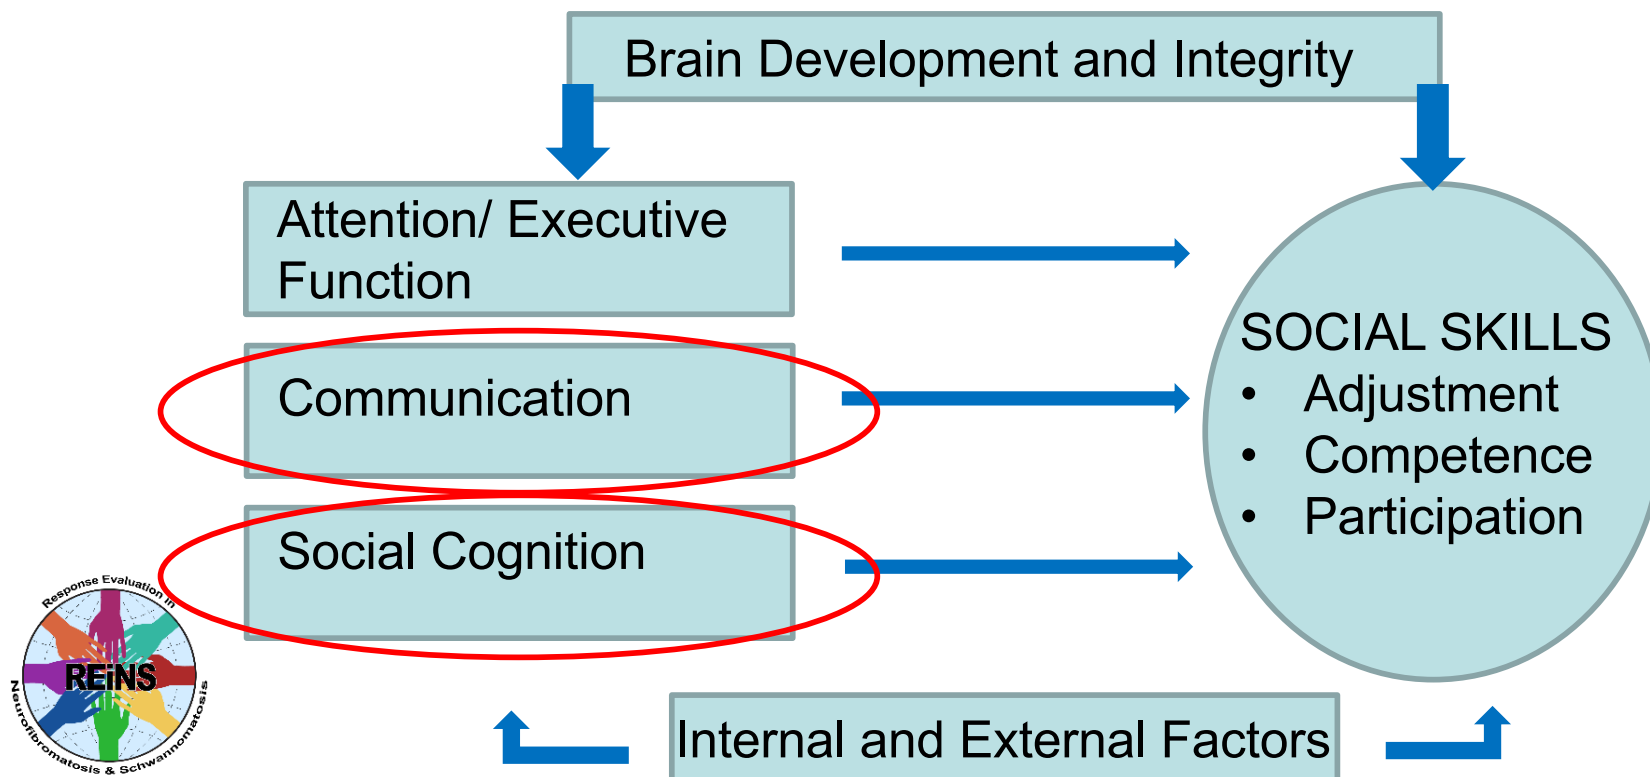 Brain Development and Integrity
Attention/ Executive
Function
Communication
Social Cognition
SOCIAL SKILLS
• Adjustment
• Competence
• Participation
Internal and External Factors
Response Evaluation in
REiNS
Neurofibromatosis & Schwannomatosis